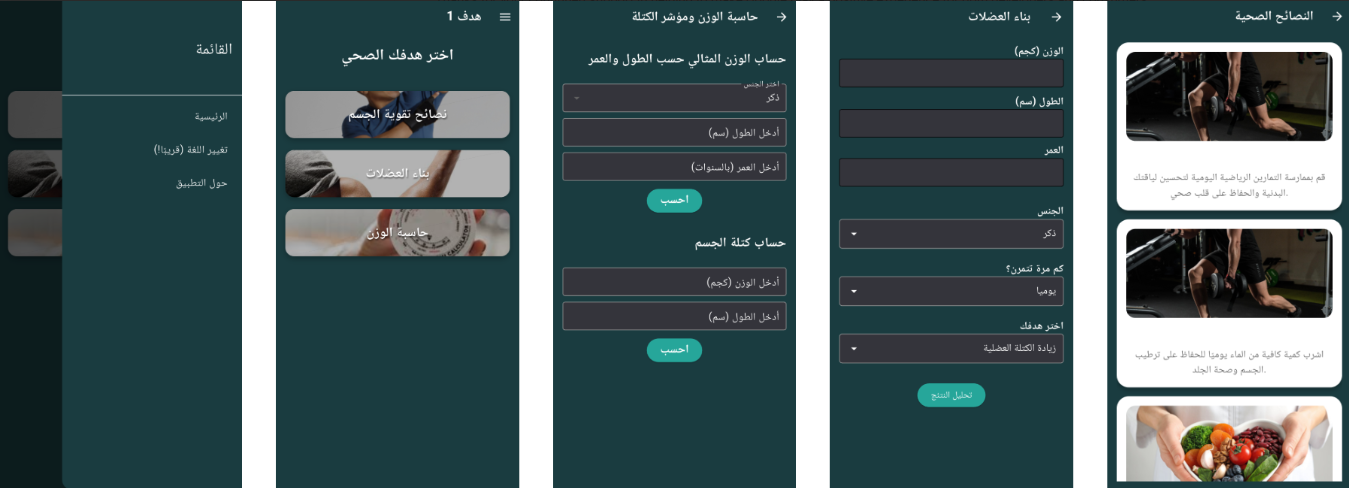 القائمة
الرئيسية
تغيير اللغة (قريبًا!)
حول التطبيق
هدف 1
اختر هدفك الصحي
نصائح تقوية الجسم
بناء العضلات
حاسبة الوزن
حاسبة الوزن ومؤشر الكتلة
حساب الوزن المثالي حسب الطول والعمر
اختر الجنس
ذكر
أدخل الطول (سم)
أدخل العمر (بالسنوات)
احسب
حساب كتلة الجسم
أدخل الوزن (كجم)
أدخل الطول (سم)
احسب
بناء العضلات
الوزن (كجم)
الطول (سم)
العمر
الجنس
ذكر
كم مرة تتمرن؟
يوميا
اختر هدفك
زيادة الكتلة العضلية
تحليل النتئج
النصائح الصحية
قم بممارسة التمارين الرياضية اليومية لتحسين لياقتك
البدنية والحفاظ على قلب صحي.
اشرب كمية كافية من الماء يوميًا للحفاظ على ترطيب
الجسم وصحة الجلد.